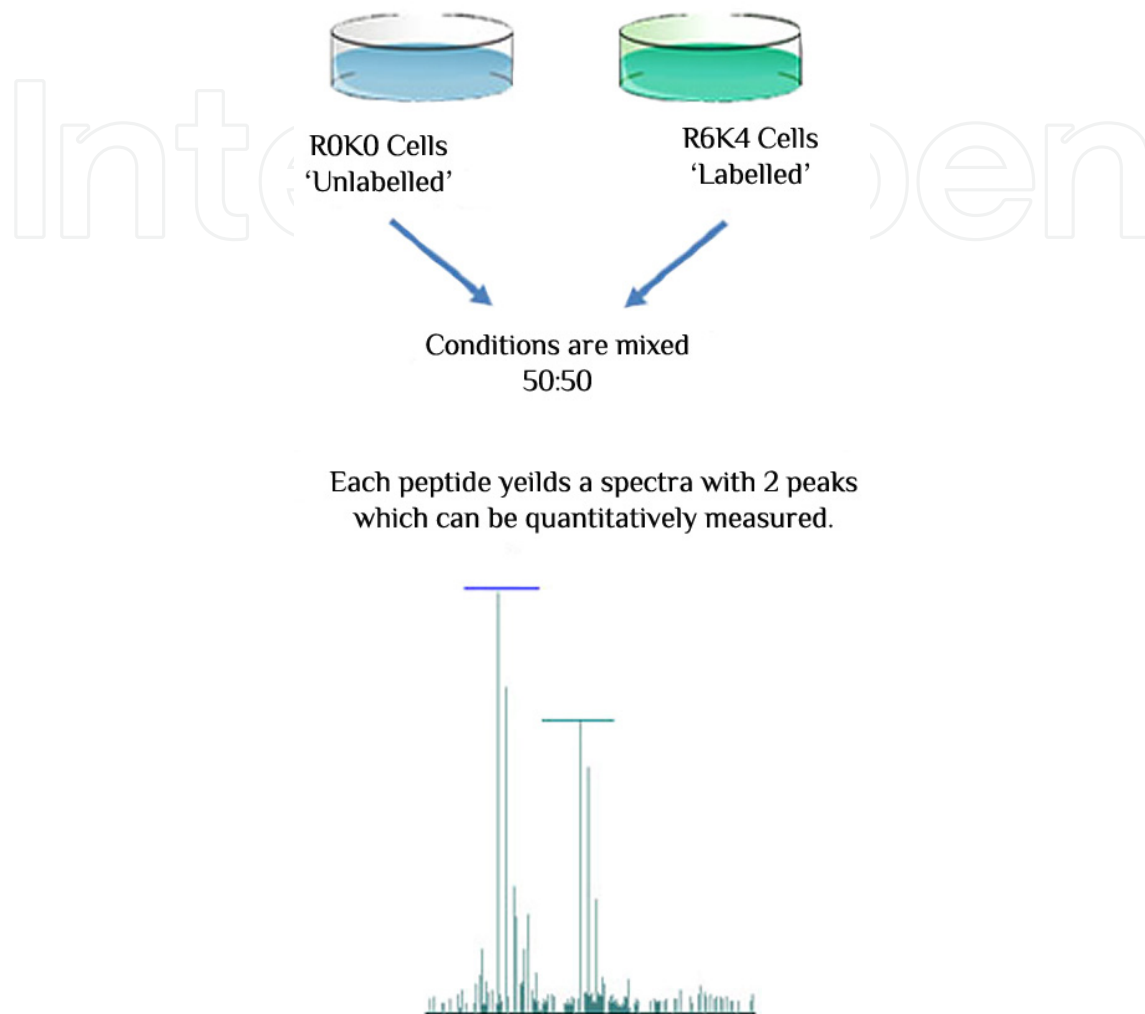 R0K0 Cells
‘Unlabelled’
R6K4 Cells
‘Labelled’
Conditions are mixed
50:50
Each peptide yeilds a spectra with 2 peaks
which can be quantitatively measured.